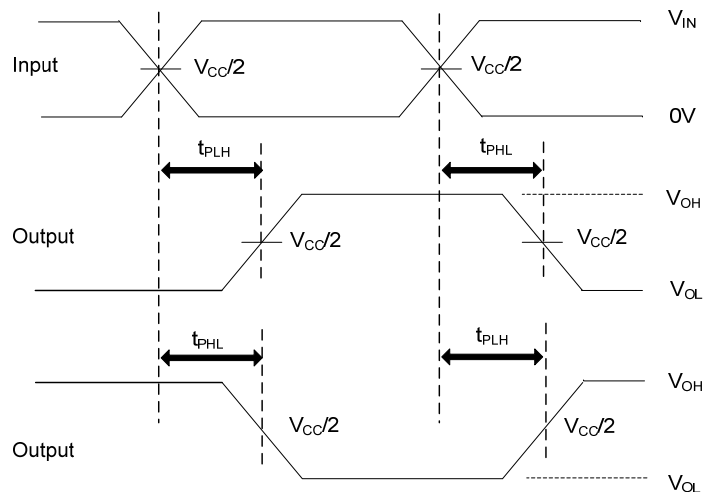 V_IN
Input
V_CC/2
V_CC/2
0V
t_PLH
t_PHL
V_OH
Output
V_CC/2
V_CC/2
V_OL
t_PHL
t_PLH
V_OH
V_CC/2
V_CC/2
Output
V_OL